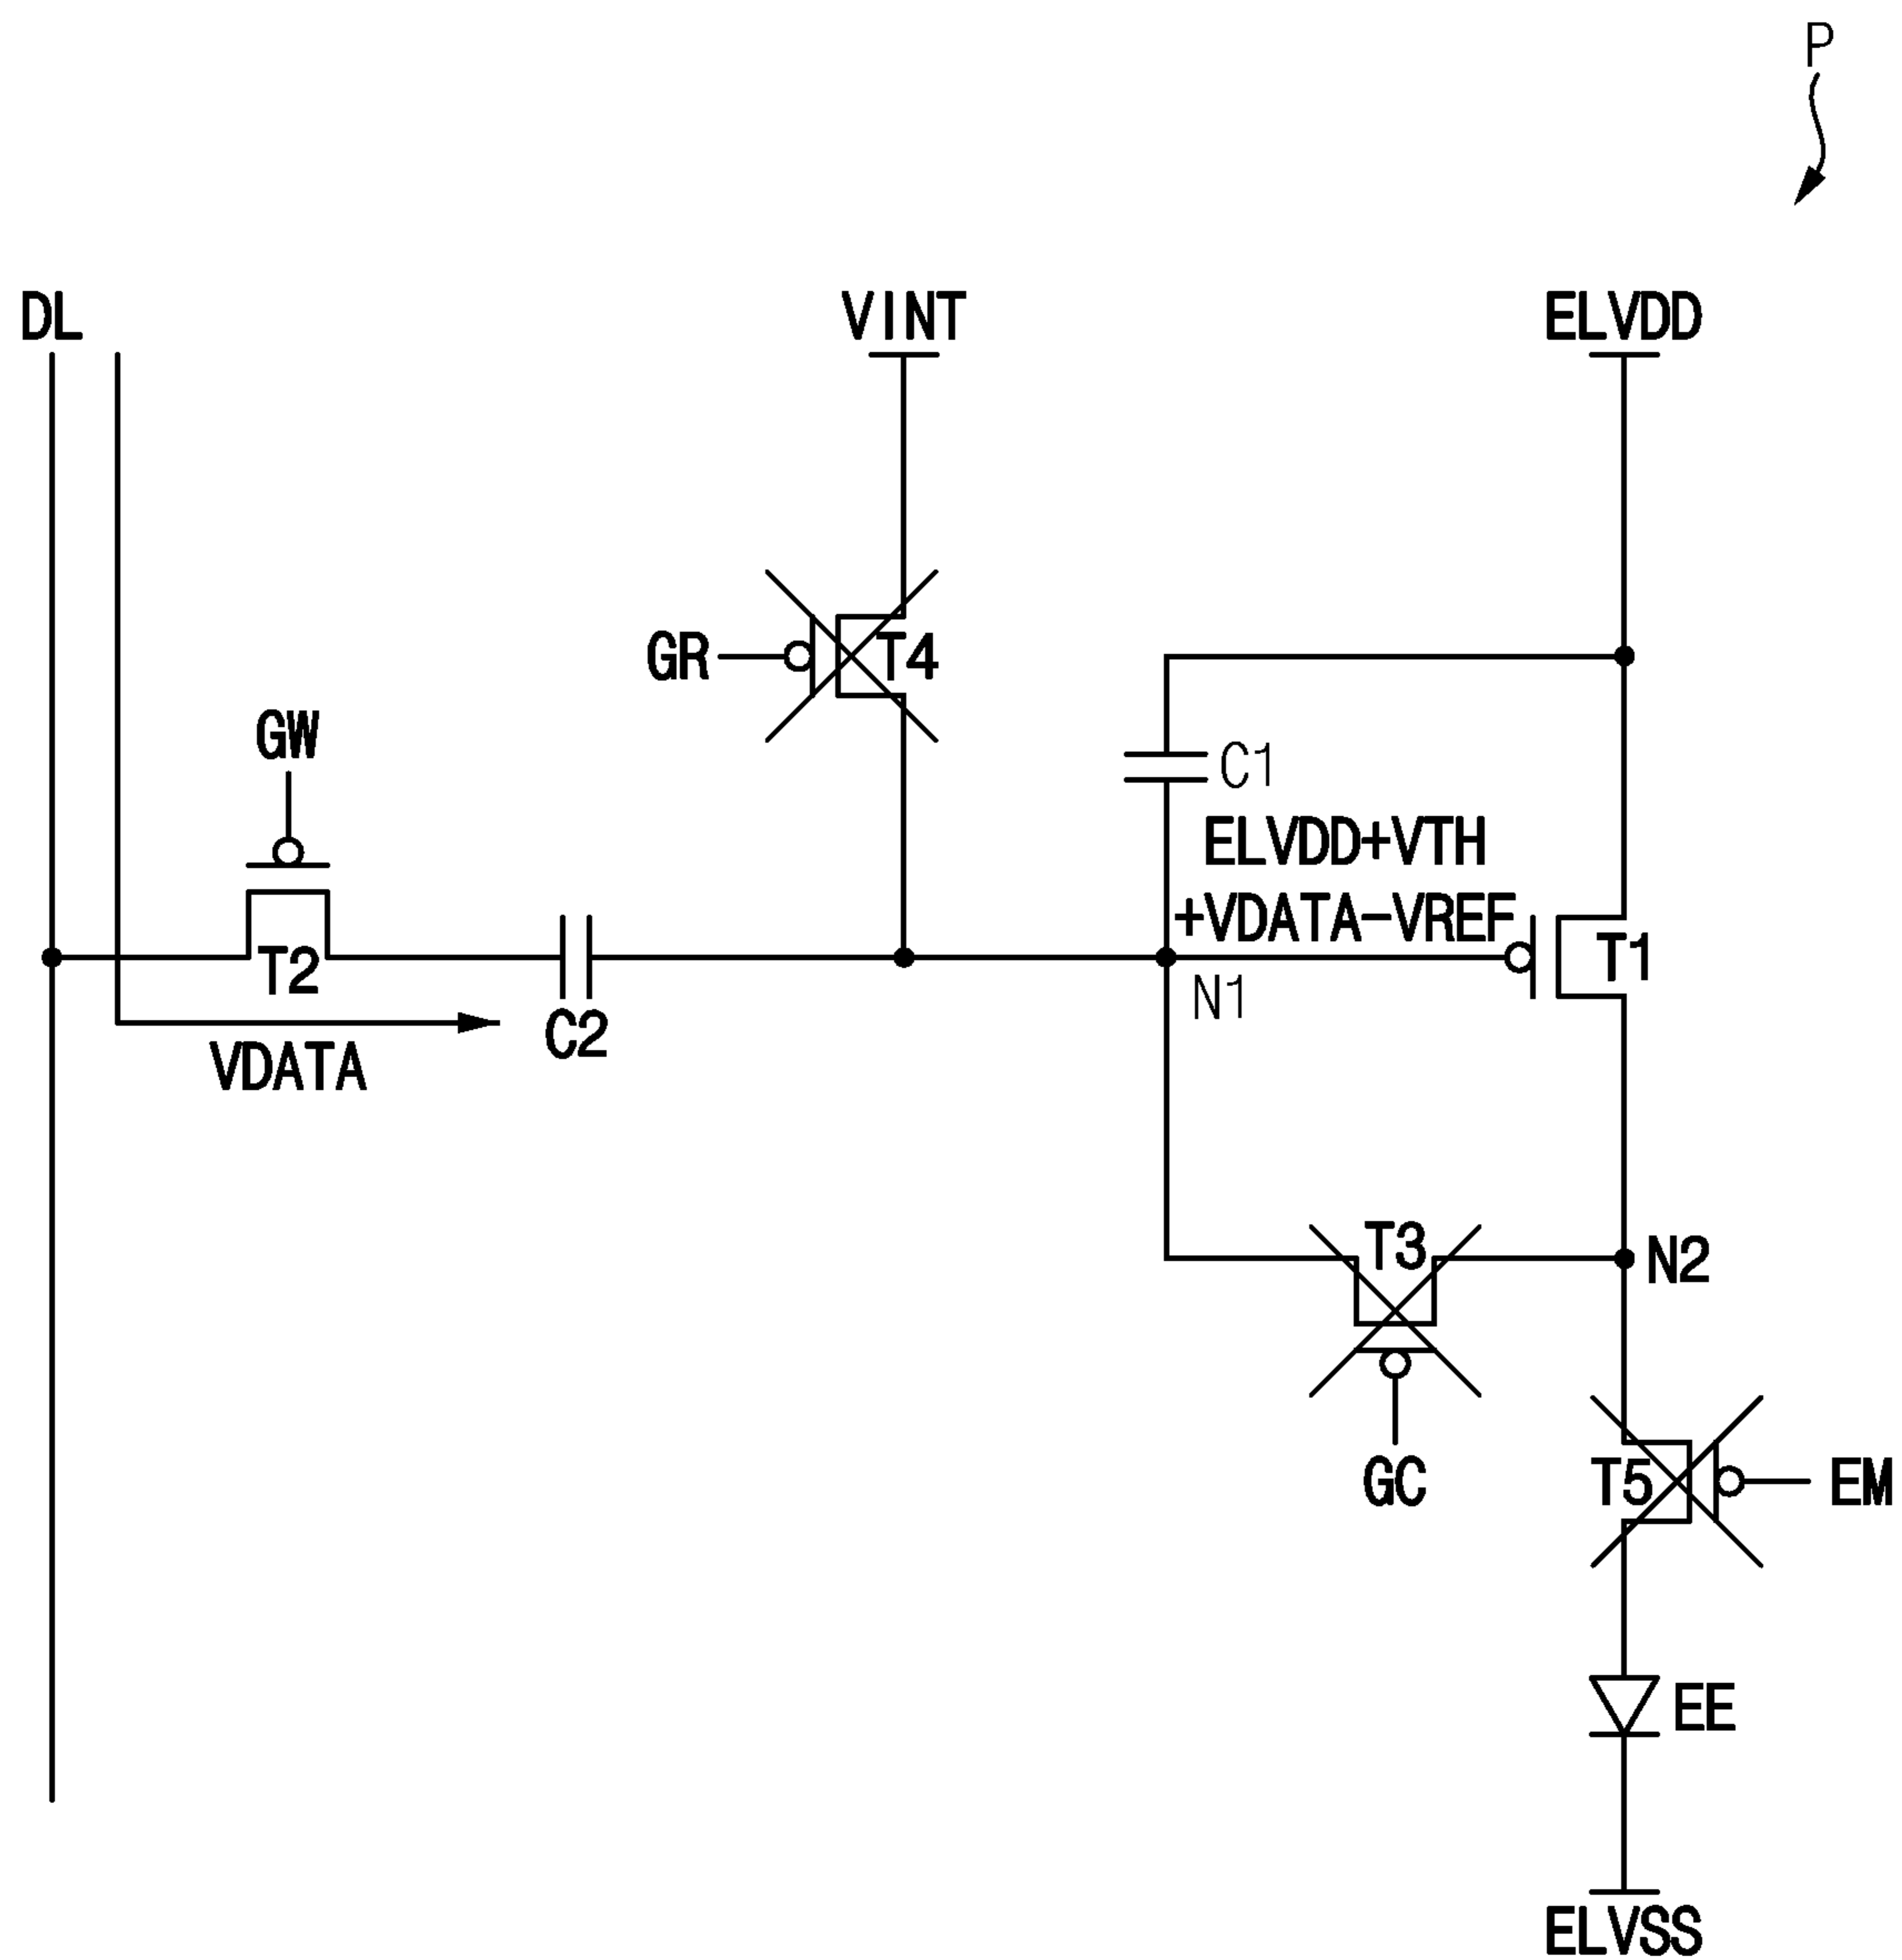 P
DL
VINT
ELVDD
GR
T4
GW
C1
ELVDD+VTH
+VDATA-VREF
T1
T2
N1
C2
VDATA
T3
N2
GC
T5
EM
EE
ELVSS